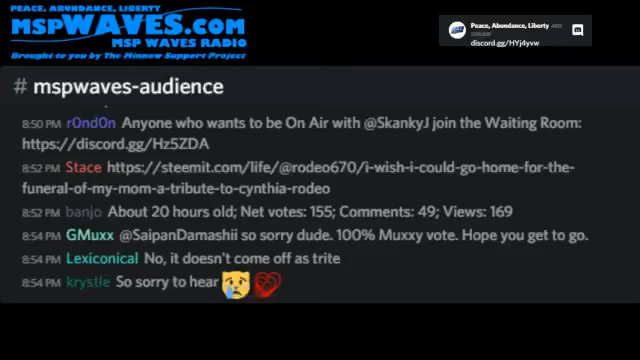 PEACE, ABUNDANCE, LIBERTY
mspWAVES.COM
MSP WAVES RADIO
Brought to you by The Minnow Support Project
Peace, Abundance, Liberty
discord.gg/HYj4yvw
# mspwaves-audience
8:50 PM r0nd0n Anyone who wants to be On Air with @SkankyJ join the Waiting Room:
https://discord.gg/Hz5ZDA
8:52 PM Stace https://steemit.com/life/@rodeo670/i-wish-i-could-go-home-for-the-
funeral-of-my-mom-a-tribute-to-cynthia-rodeo
8:52 PM banjo About 20 hours old; Net votes: 155; Comments: 49; Views: 169
8:54 PM GMuxx @SaipanDamashii so sorry dude. 100% Muxxy vote. Hope you get to go.
8:54 PM Lexiconical No, it doesn't come off as trite
8:54 PM krystle So sorry to hear